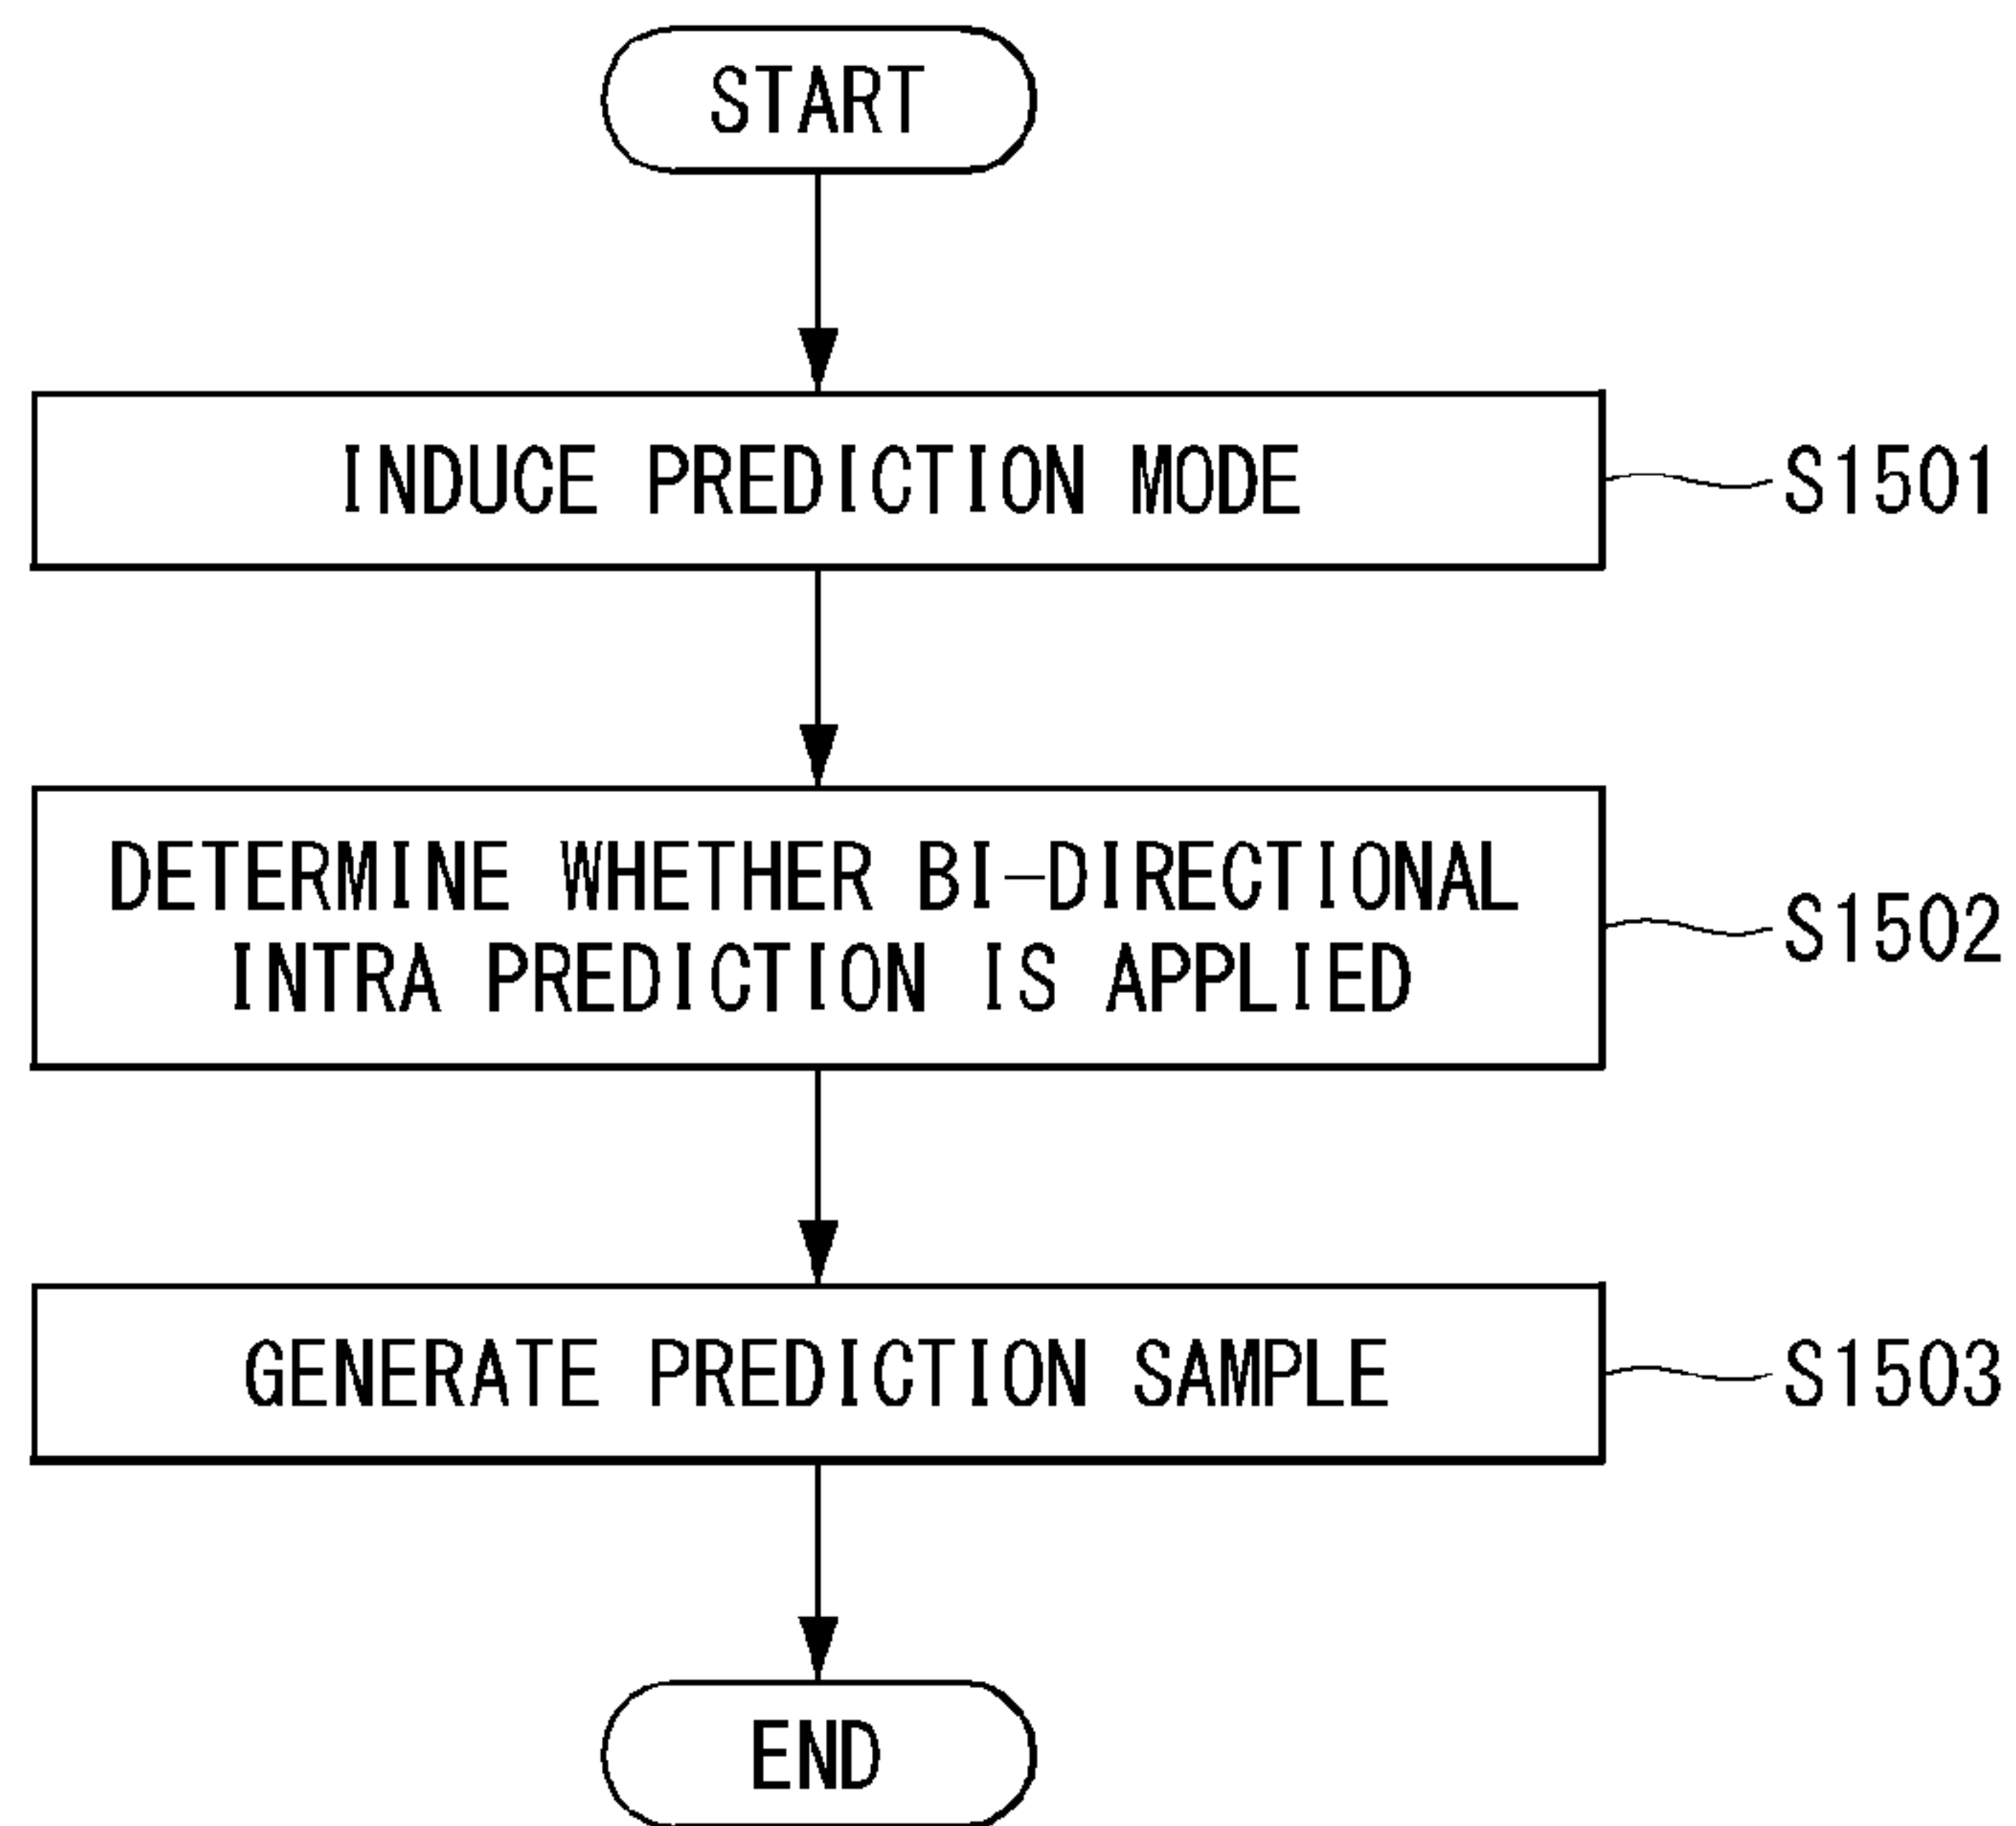 START
INDUCE PREDICTION MODE
S1501
DETERMINE WHETHER BI-DIRECTIONAL
INTRA PREDICTION IS APPLIED
S1502
GENERATE PREDICTION SAMPLE
S1503
END